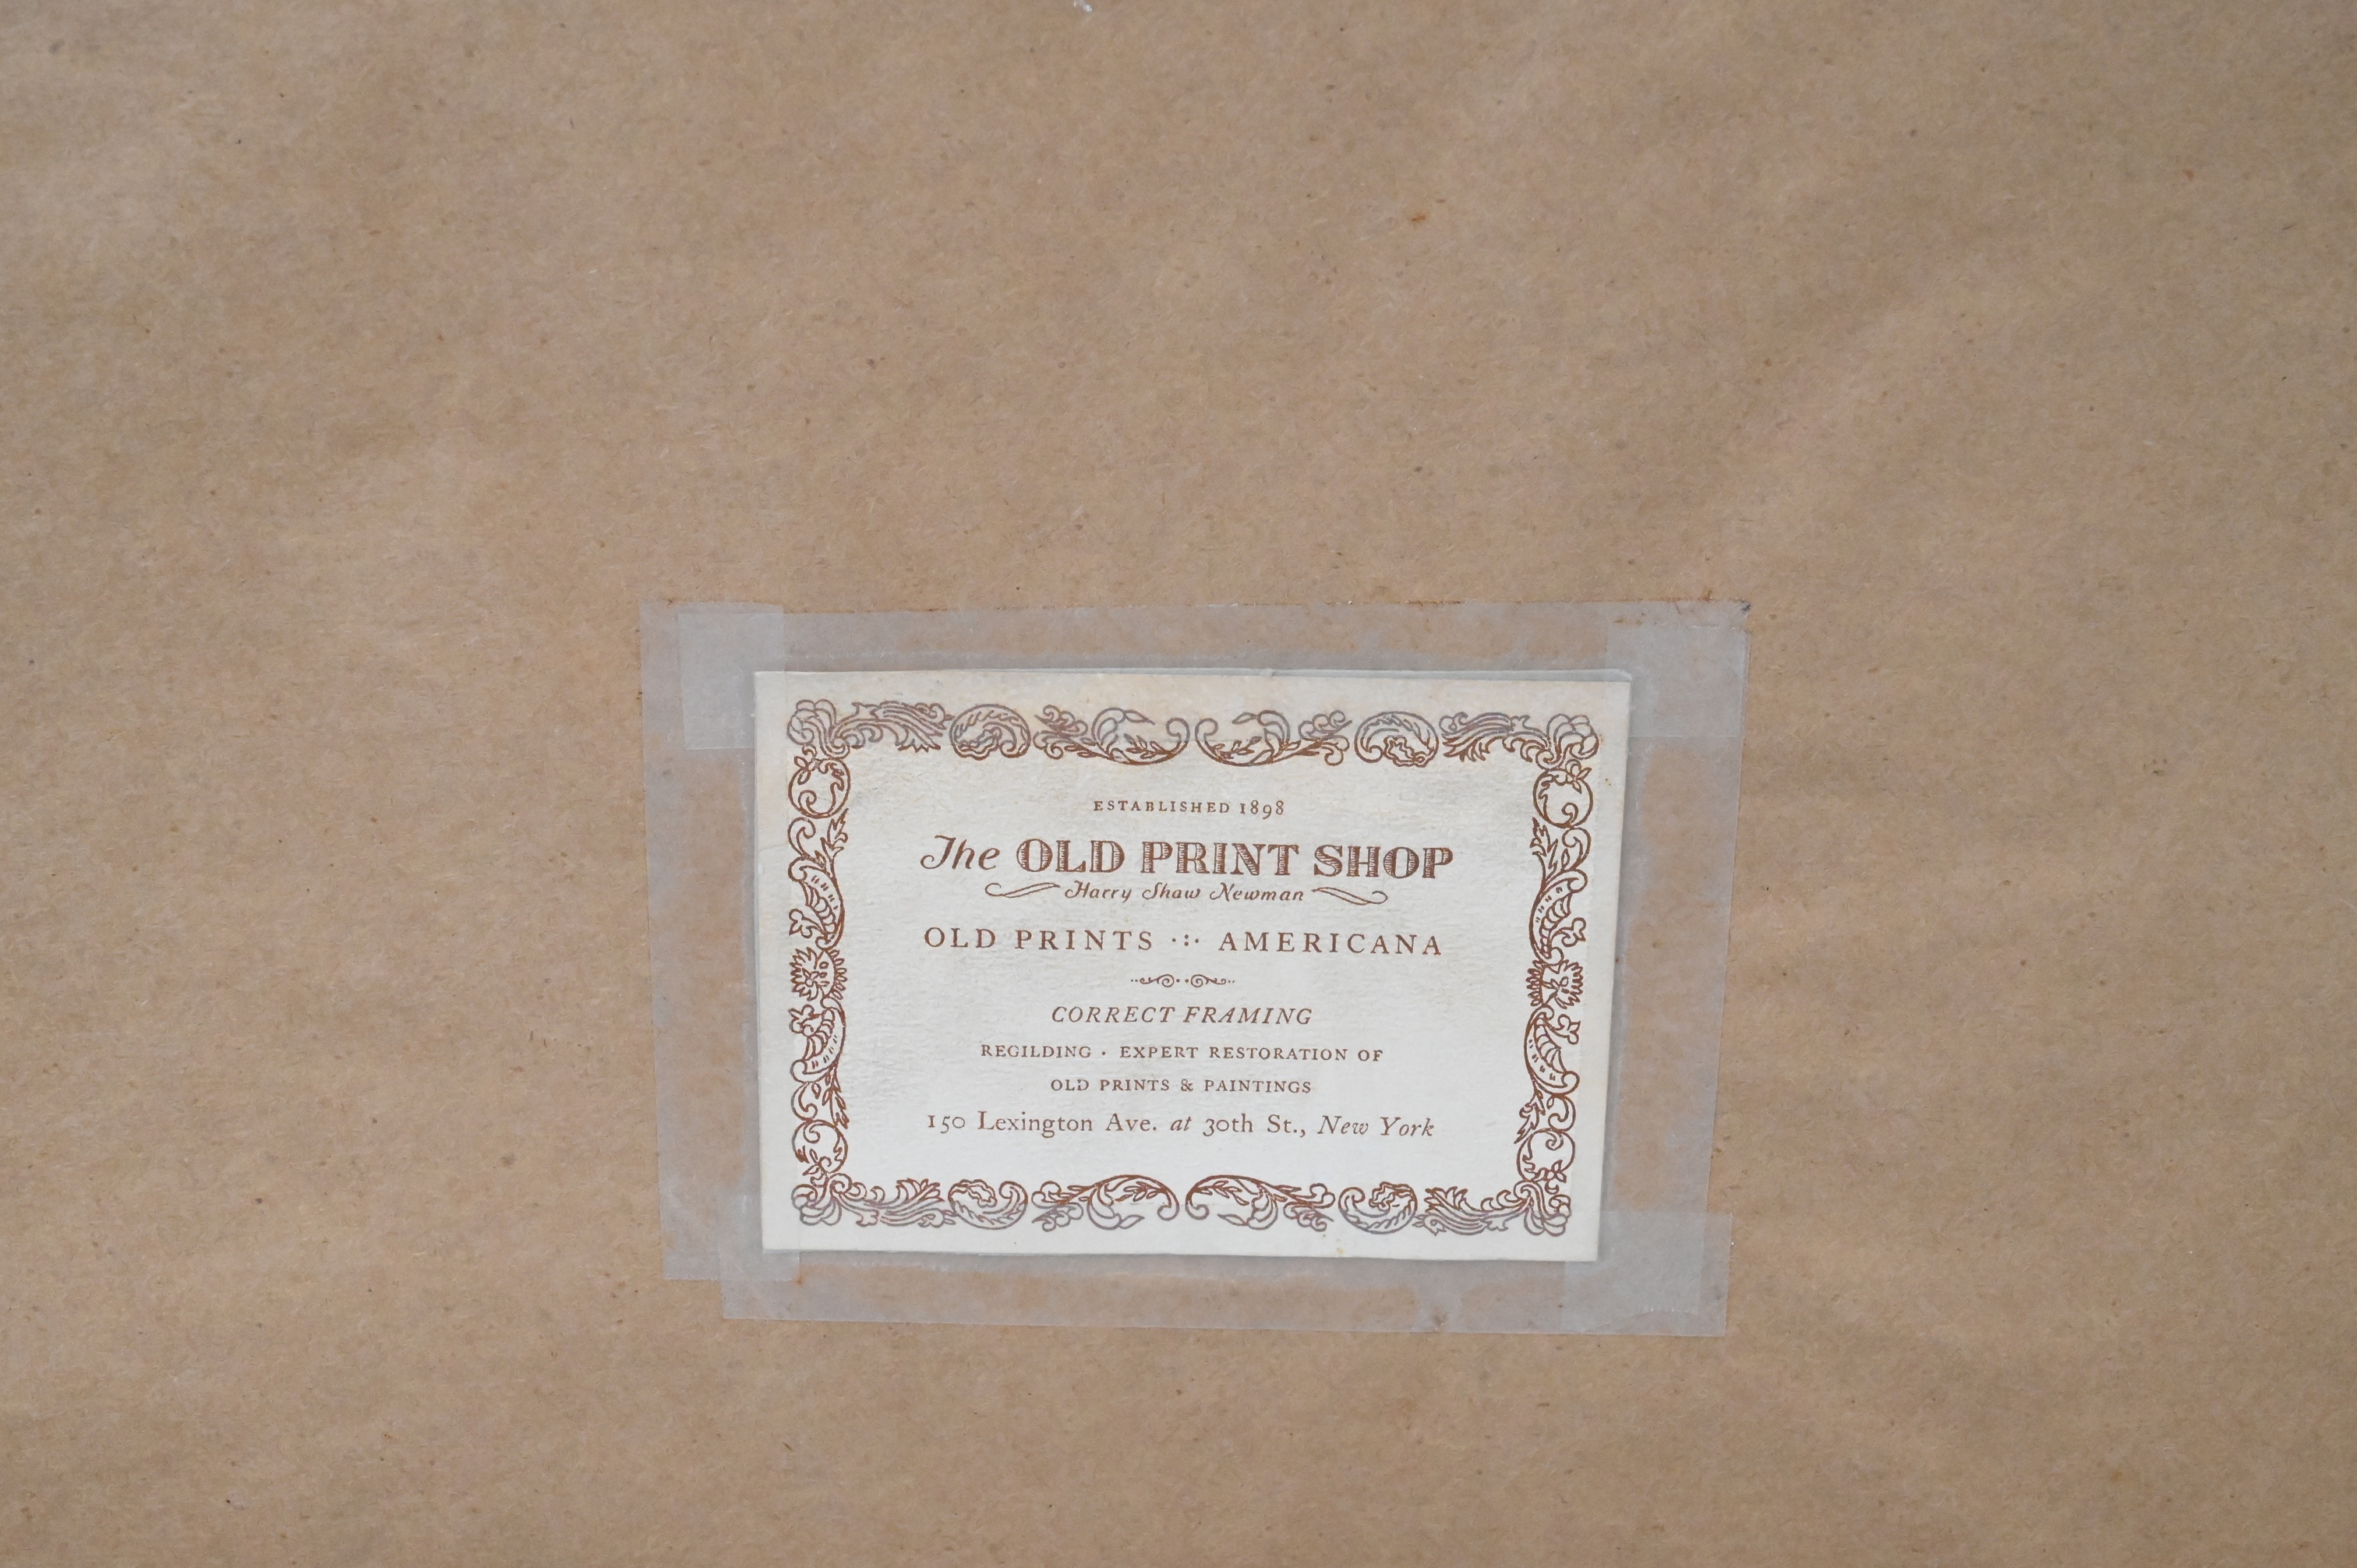 ESTABLISHED 1898
The OLD PRINT SHOP
Harry Shaw Newman
OLD PRINTS ·:· AMERICANA
CORRECT FRAMING
REGILDING · EXPERT RESTORATION OF
OLD PRINTS & PAINTINGS
150 Lexington Ave. at 30th St., New York